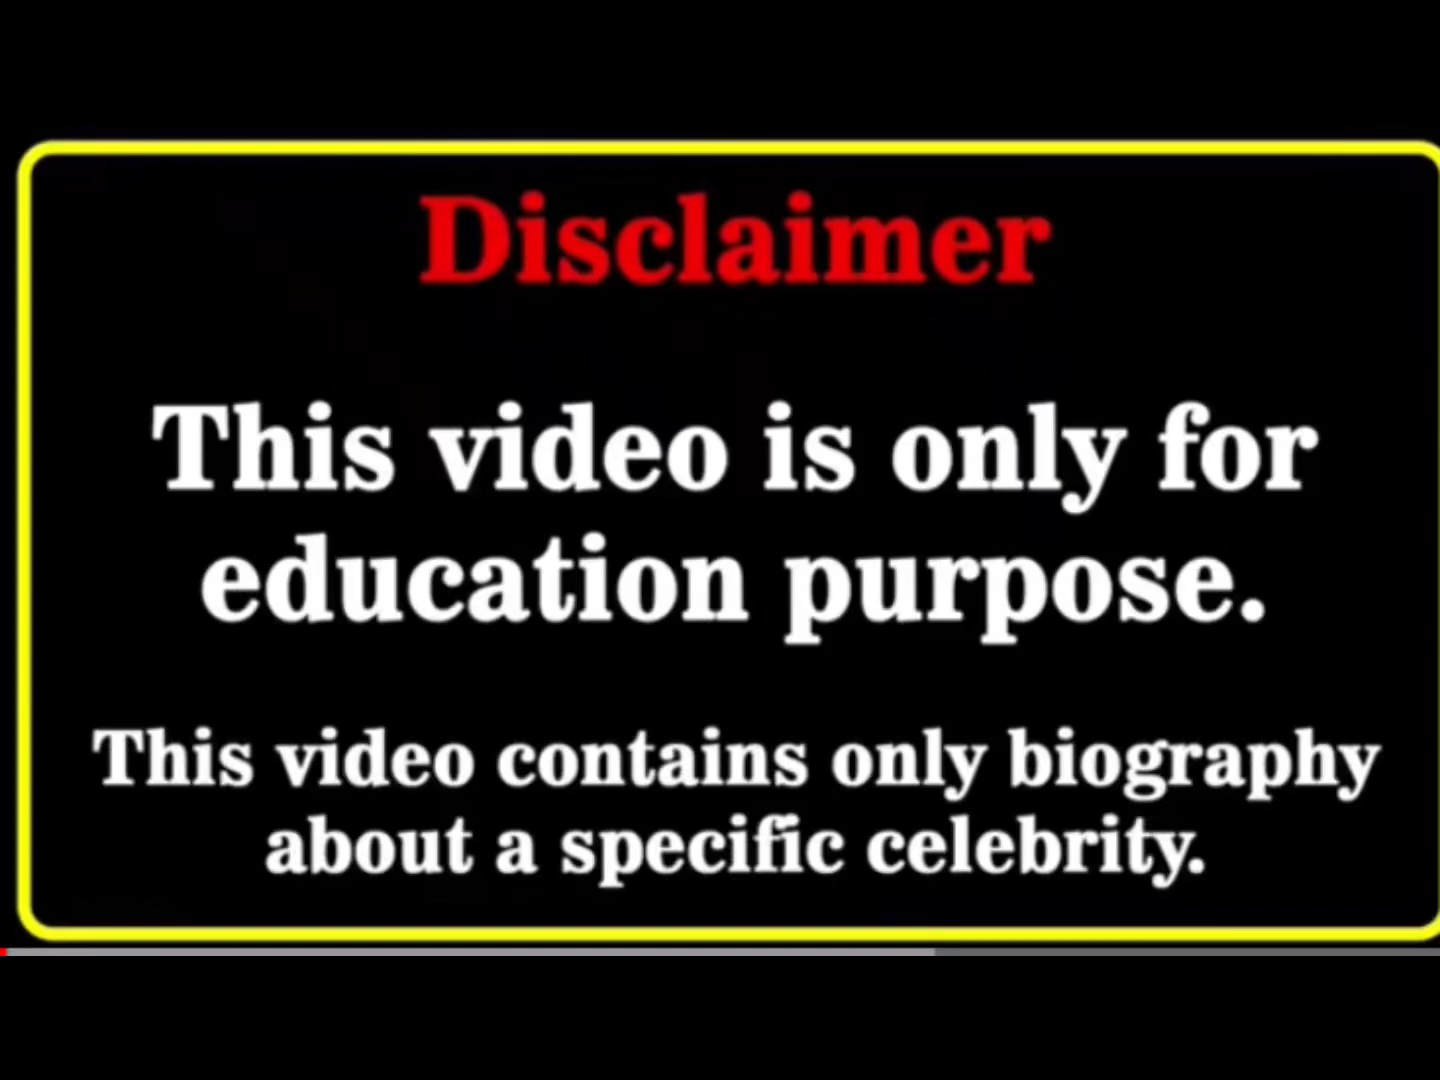 Disclaimer
This video is only for
education purpose.
This video contains only biography
about a specific celebrity.